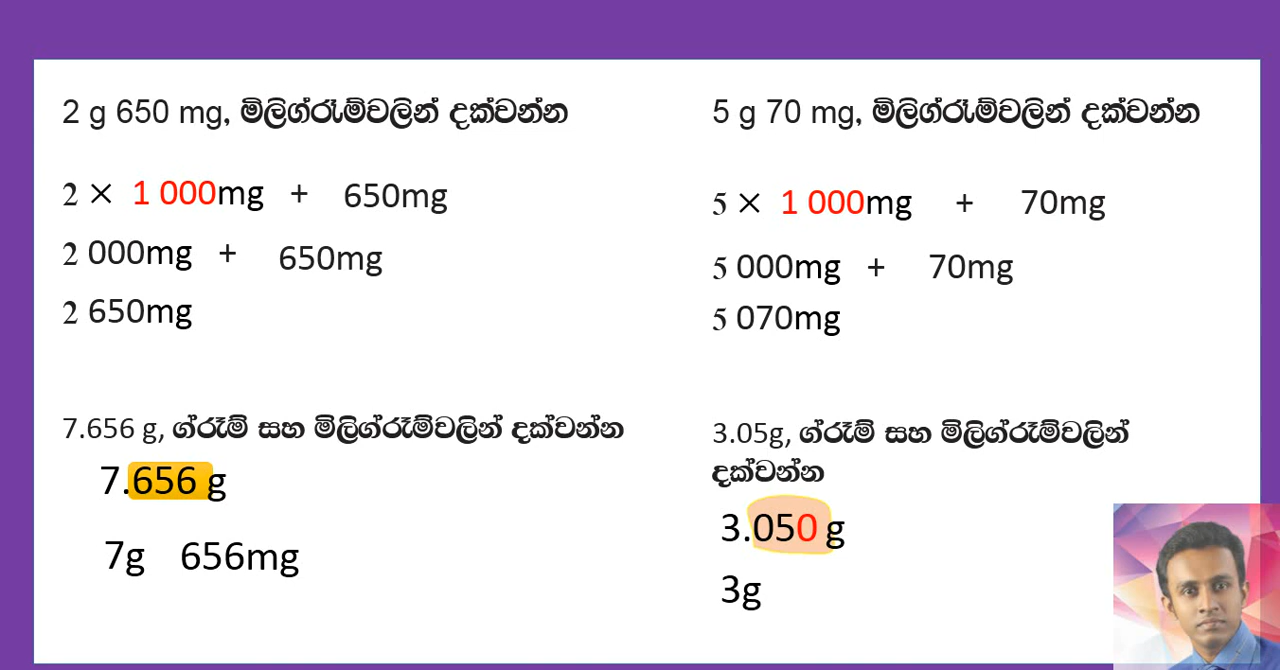 2 g 650 mg, මිලිග්රෑම්වලින් දක්වන්න
2 × 1 000mg + 650mg
2 000mg + 650mg
2 650mg
5 g 70 mg, මිලිග්රෑම්වලින් දක්වන්න
5 × 1 000mg + 70mg
5 000mg + 70mg
5 070mg
7.656 g, ග්රෑම් සහ මිලිග්රෑම්වලින් දක්වන්න
7.656 g
7g 656mg
3.05g, ග්රෑම් සහ මිලිග්රෑම්වලින්
දක්වන්න
3.050 g
3g